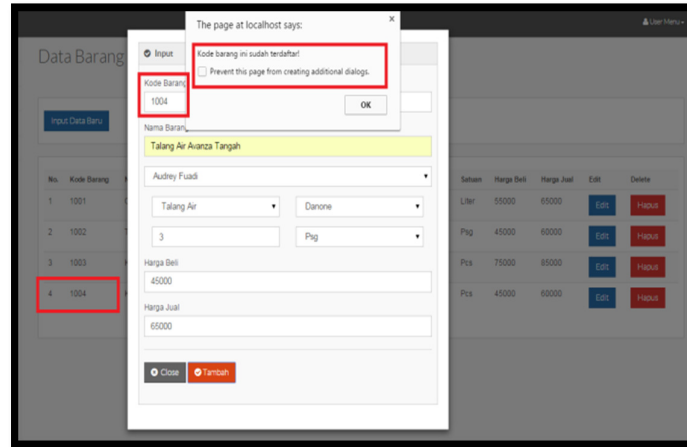 The page at localhost says:
×
Kode barang ini sudah terdaftar!
Prevent this page from creating additional dialogs.
OK
User Menu
Data Barang
Input
Kode Barang
1004
Input Data Baru
Nama Barang
Talang Air Avanza Tangah
Audrey Fuadi
Talang Air
Danone
3
Psg
Harga Beli
45000
Harga Jual
65000
Close
Tambah
No. Kode Barang Satuan Harga Beli Harga Jual Edit Delete
1 1001 Liter 55000 65000 Edit Hapus
2 1002 Psg 45000 60000 Edit Hapus
3 1003 Pcs 75000 85000 Edit Hapus
4 1004 Pcs 45000 60000 Edit Hapus